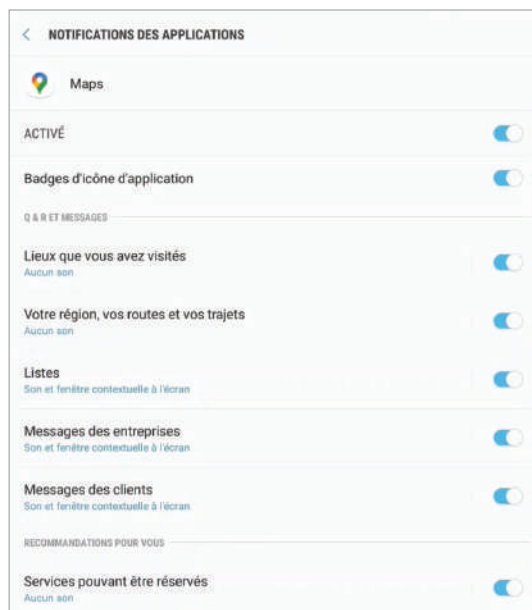 NOTIFICATIONS DES APPLICATIONS
Maps
ACTIVÉ
Badges d'icône d'application
Q & R ET MESSAGES
Lieux que vous avez visités
Aucun son
Votre région, vos routes et vos trajets
Aucun son
Listes
Son et fenêtre contextuelle à l'écran
Messages des entreprises
Son et fenêtre contextuelle à l'écran
Messages des clients
Son et fenêtre contextuelle à l'écran
RECOMMANDATIONS POUR VOUS
Services pouvant être réservés
Aucun son